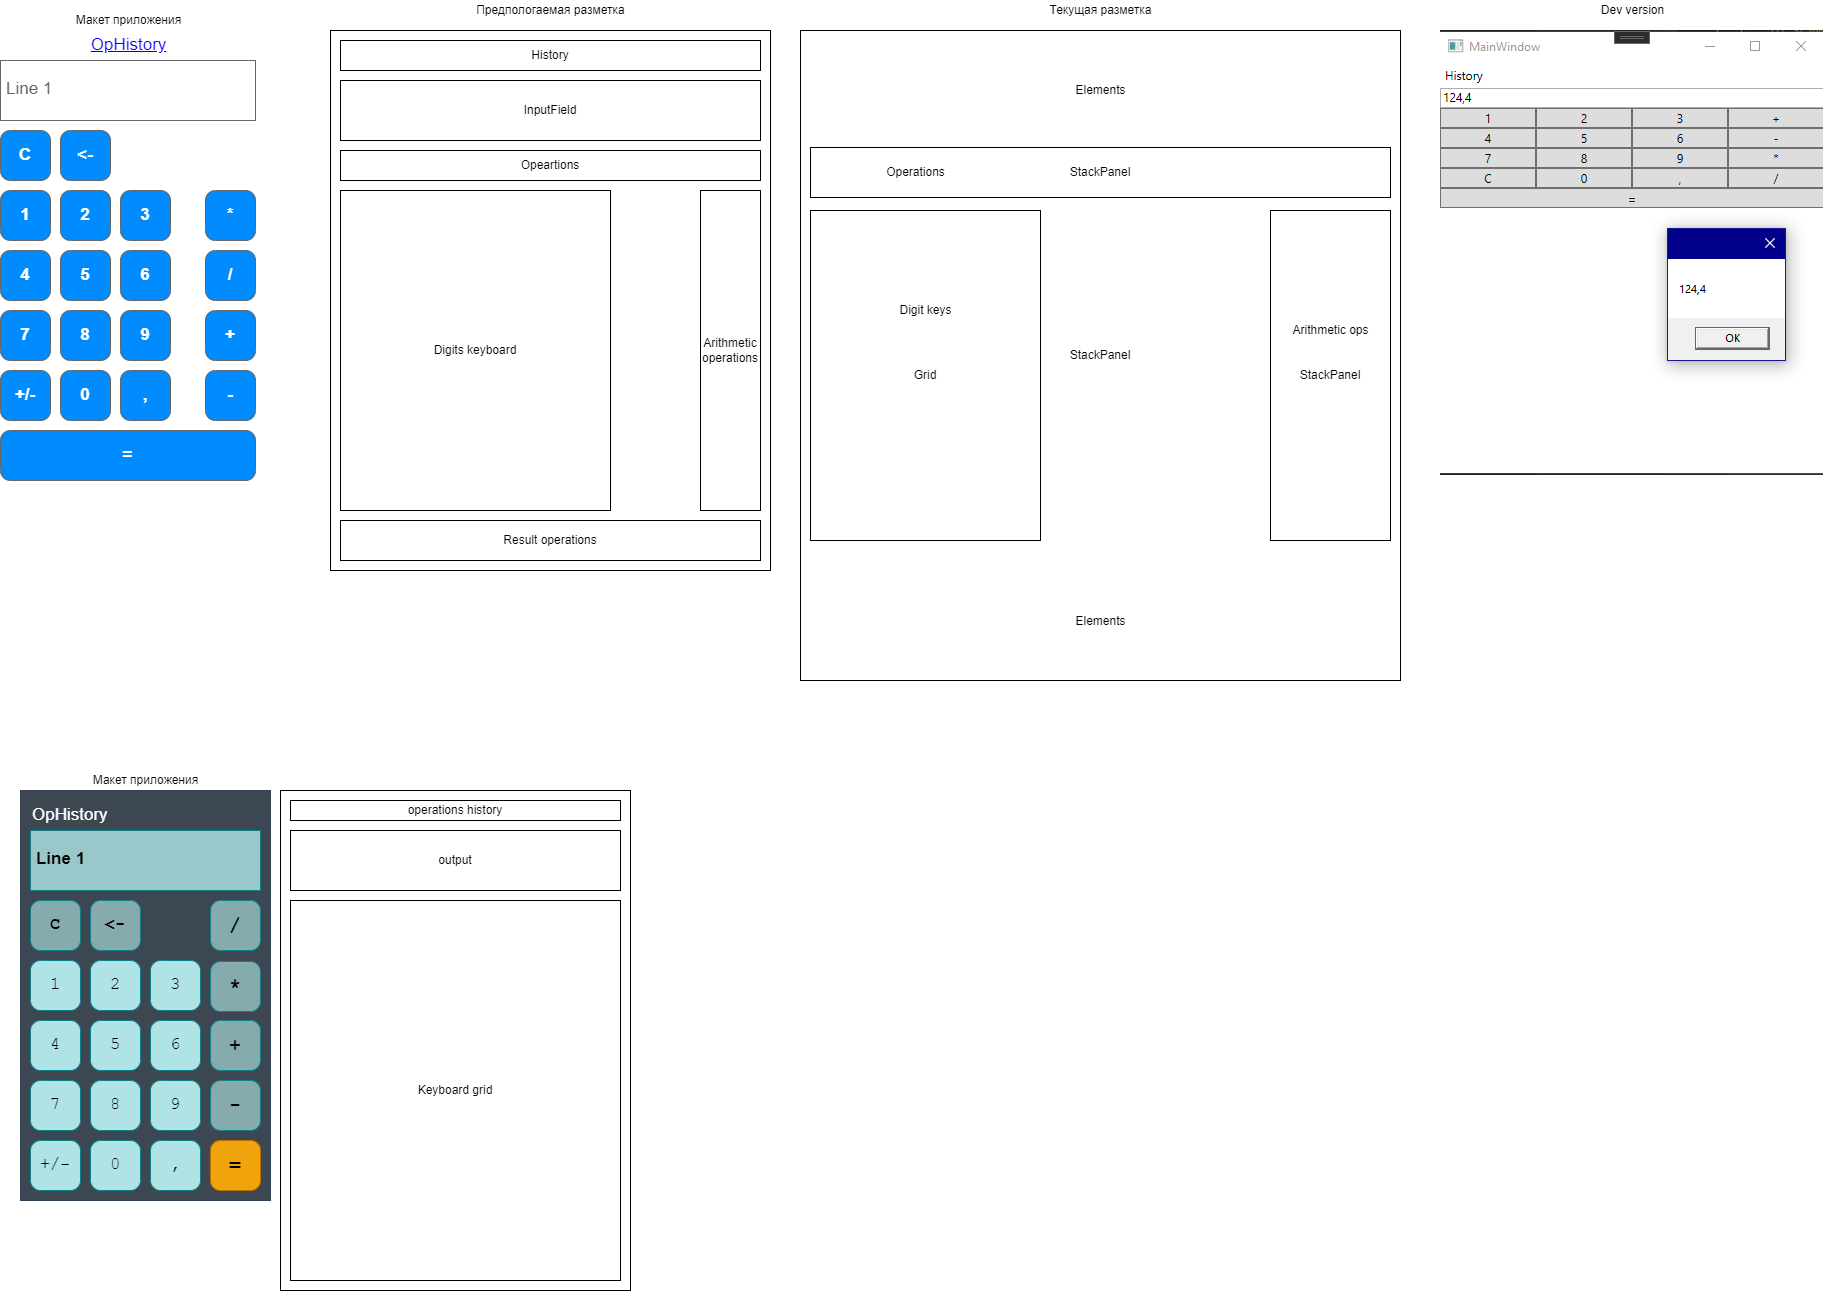 Макет приложения
OpHistory
Line 1
C <-
1 2 3 *
4 5 6 /
7 8 9 +
+/- 0 , -
=
Предпологаемая разметка
History
InputField
Opeartions
Digits keyboard
Arithmetic
operations
Result operations
Текущая разметка
Elements
Operations StackPanel
Digit keys
Grid
StackPanel
Arithmetic ops
StackPanel
Elements
Dev version
MainWindow
History
124,4
1 2 3 +
4 5 6 -
7 8 9 *
C 0 , /
=
124,4
OK
Макет приложения
OpHistory
Line 1
C <- /
1 2 3 *
4 5 6 +
7 8 9 -
+/- 0 , =
operations history
output
Keyboard grid